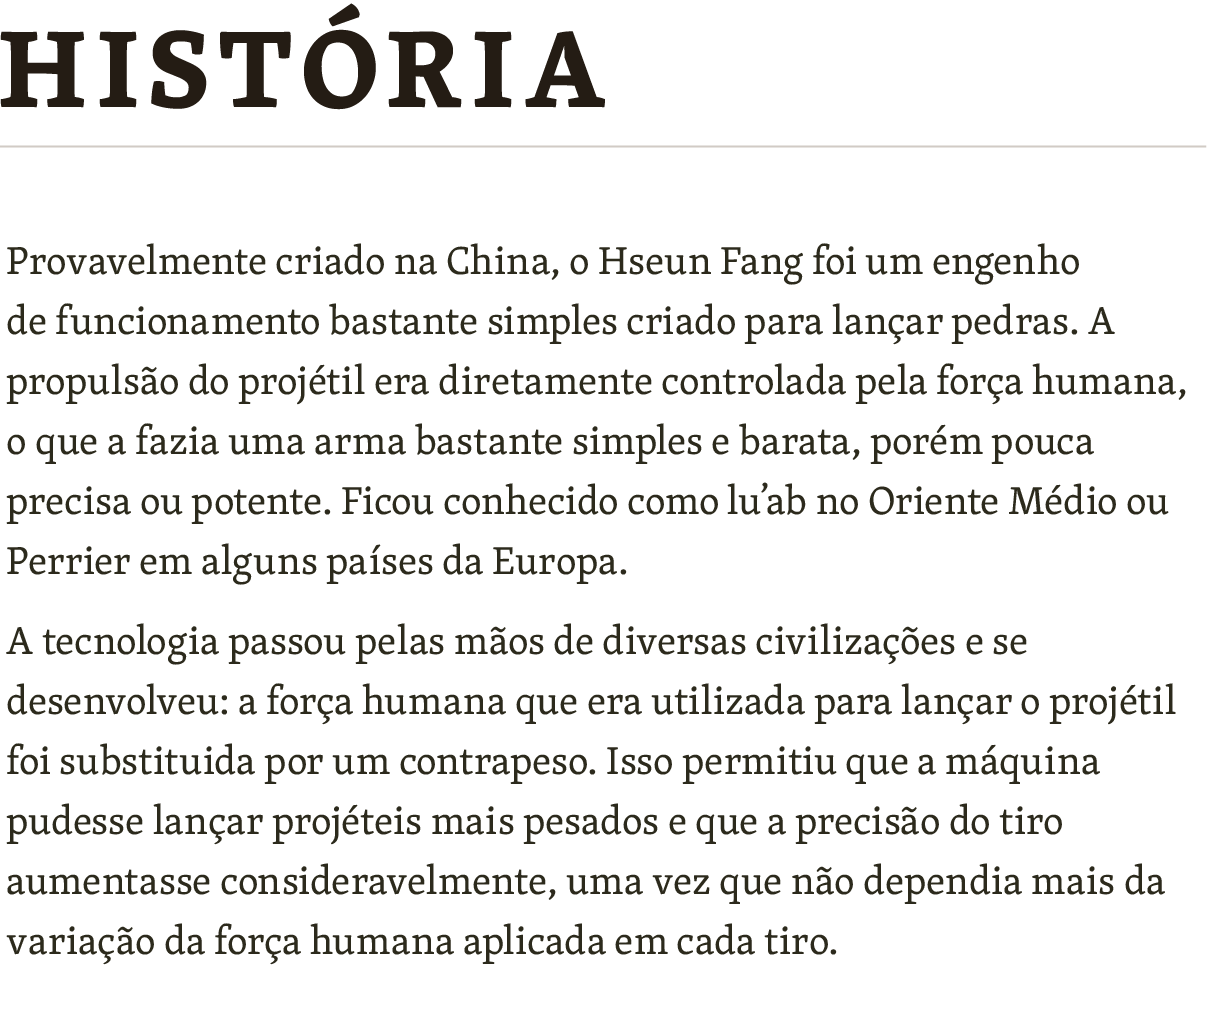 HISTÓRIA
Provavelmente criado na China, o Hseun Fang foi um engenho
de funcionamento bastante simples criado para lançar pedras. A
propulsão do projétil era diretamente controlada pela força humana,
o que a fazia uma arma bastante simples e barata, porém pouca
precisa ou potente. Ficou conhecido como lu’ab no Oriente Médio ou
Perrier em alguns países da Europa.
A tecnologia passou pelas mãos de diversas civilizações e se
desenvolveu: a força humana que era utilizada para lançar o projétil
foi substituida por um contrapeso. Isso permitiu que a máquina
pudesse lançar projéteis mais pesados e que a precisão do tiro
aumentasse consideravelmente, uma vez que não dependia mais da
variação da força humana aplicada em cada tiro.